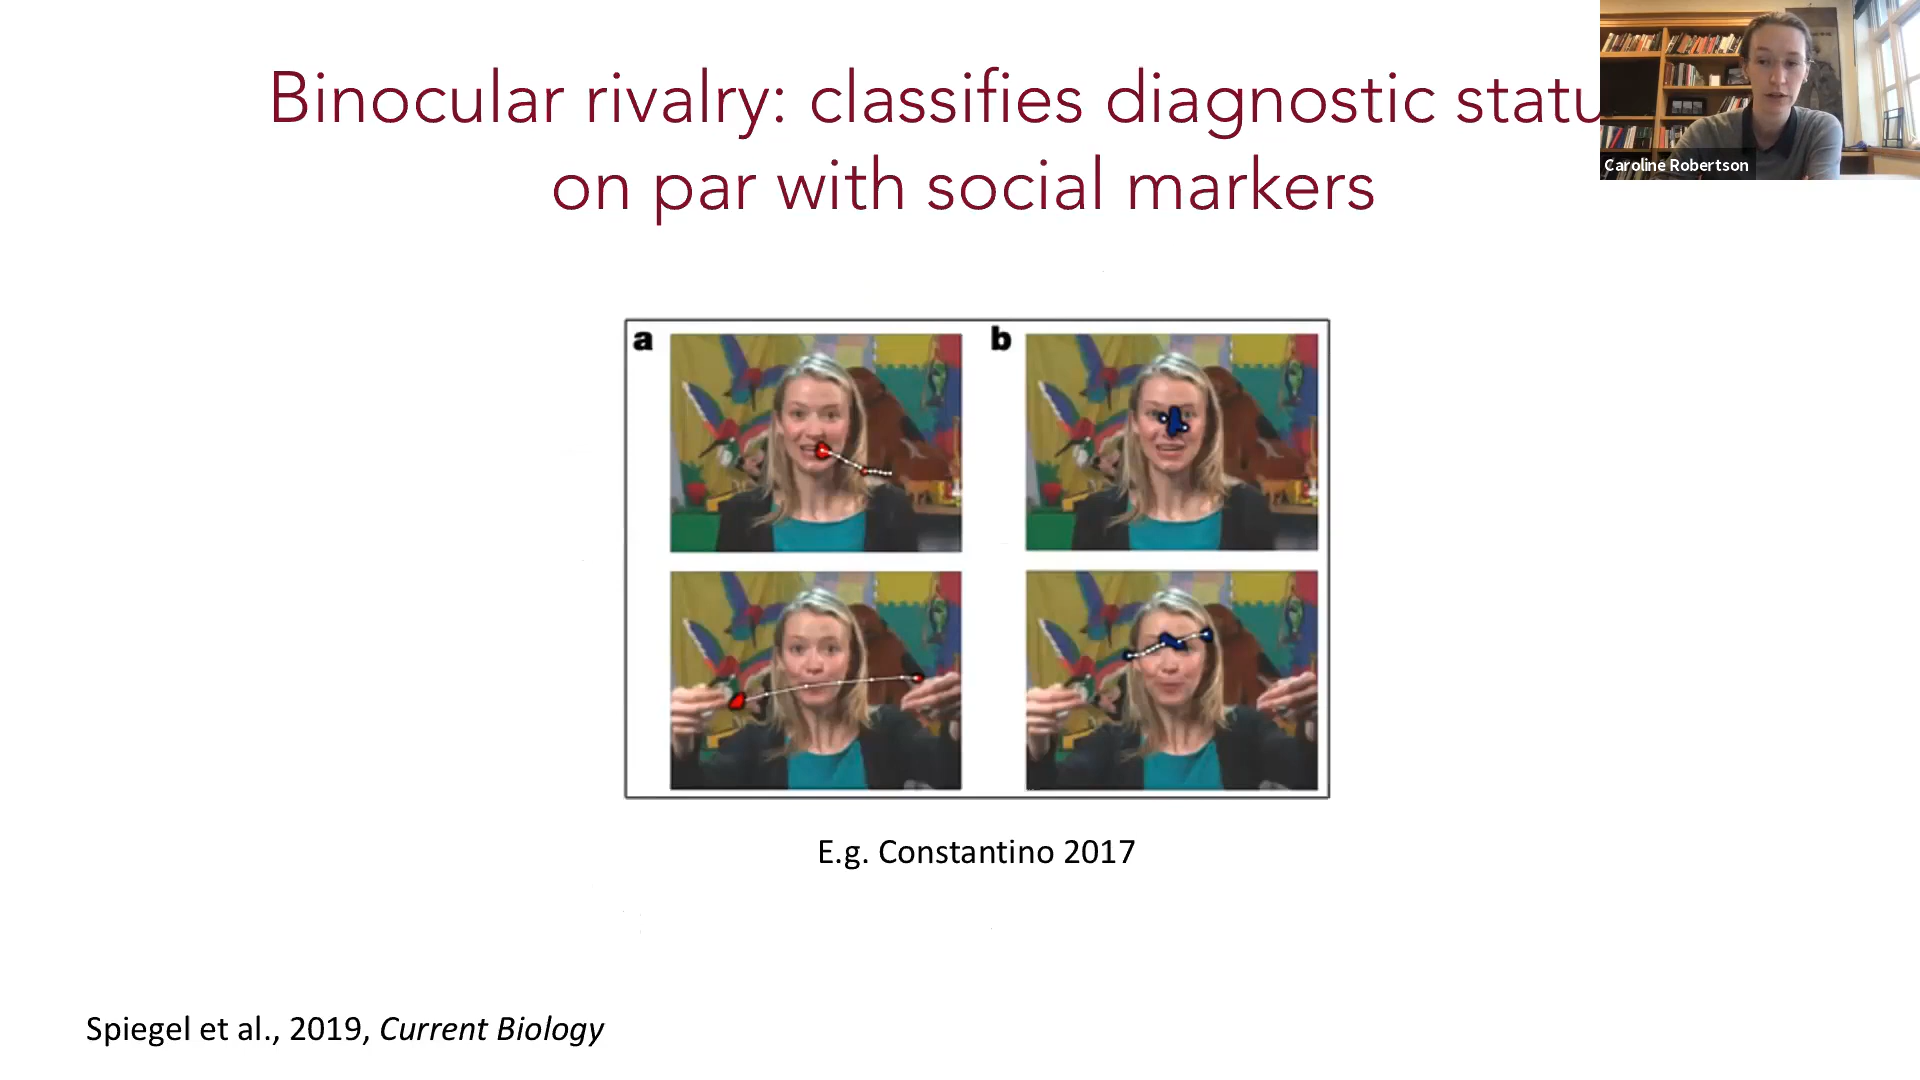 Binocular rivalry: classifies diagnostic statu
on par with social markers
Caroline Robertson
a
b
E.g. Constantino 2017
Spiegel et al., 2019, Current Biology